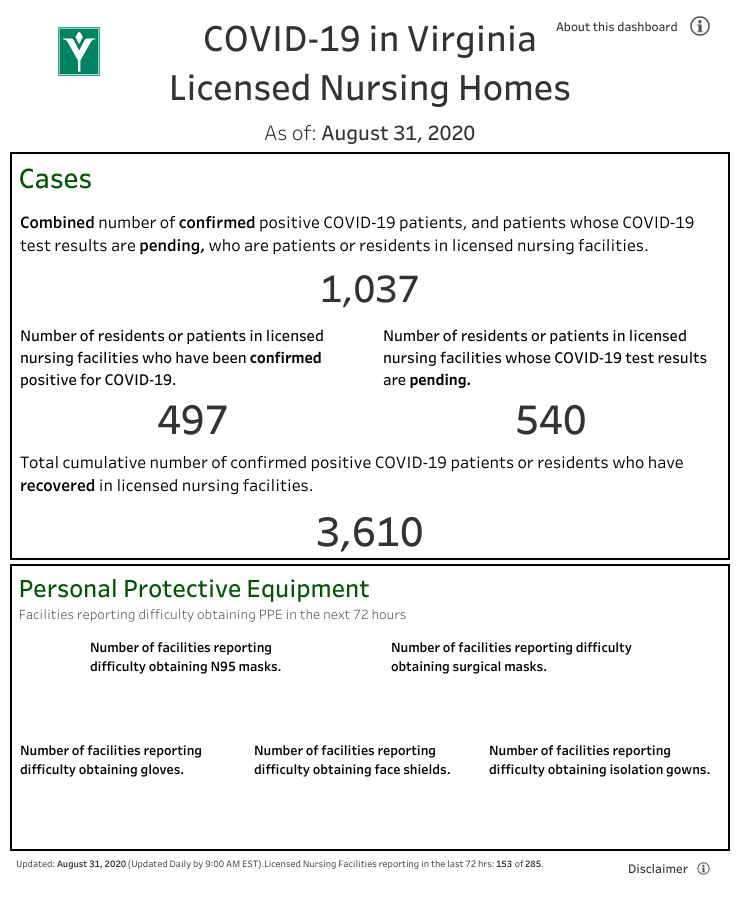 COVID-19 in Virginia
Licensed Nursing Homes
About this dashboard
As of: August 31, 2020
Cases
Combined number of confirmed positive COVID-19 patients, and patients whose COVID-19
test results are pending, who are patients or residents in licensed nursing facilities.
1,037
Number of residents or patients in licensed
nursing facilities who have been confirmed
positive for COVID-19.
497
Number of residents or patients in licensed
nursing facilities whose COVID-19 test results
are pending.
540
Total cumulative number of confirmed positive COVID-19 patients or residents who have
recovered in licensed nursing facilities.
3,610
Personal Protective Equipment
Facilities reporting difficulty obtaining PPE in the next 72 hours
Number of facilities reporting
difficulty obtaining N95 masks.
Number of facilities reporting difficulty
obtaining surgical masks.
Number of facilities reporting
difficulty obtaining gloves.
Number of facilities reporting
difficulty obtaining face shields.
Number of facilities reporting
difficulty obtaining isolation gowns.
Updated: August 31, 2020 (Updated Daily by 9:00 AM EST).Licensed Nursing Facilities reporting in the last 72 hrs: 153 of 285.
Disclaimer